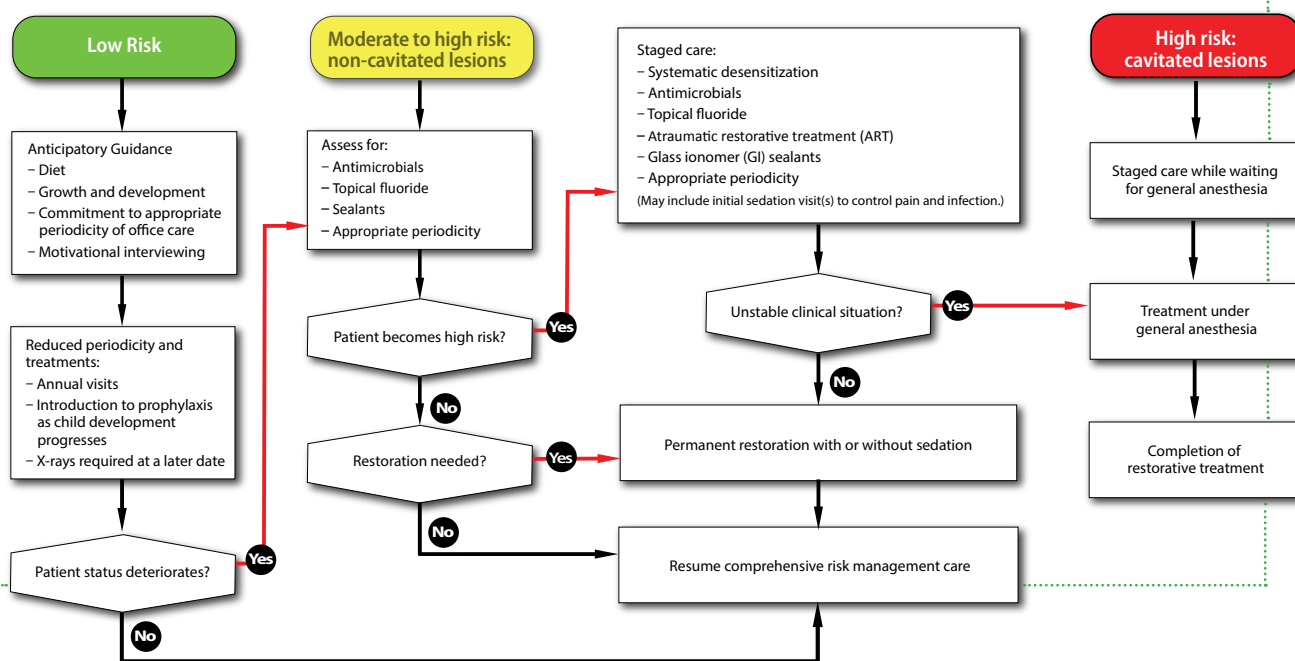 Low Risk
Anticipatory Guidance
– Diet
– Growth and development
– Commitment to appropriate
periodicity of office care
– Motivational interviewing
Reduced periodicity and
treatments:
– Annual visits
– Introduction to prophylaxis
as child development
progresses
– X-rays required at a later date
Patient status deteriorates?
Yes
No
Moderate to high risk:
non-cavitated lesions
Assess for:
– Antimicrobials
– Topical fluoride
– Sealants
– Appropriate periodicity
Patient becomes high risk?
Yes
No
Restoration needed?
Yes
No
Staged care:
– Systematic desensitization
– Antimicrobials
– Topical fluoride
– Atraumatic restorative treatment (ART)
– Glass ionomer (GI) sealants
– Appropriate periodicity
(May include initial sedation visit(s) to control pain and infection.)
Unstable clinical situation?
Yes
No
Permanent restoration with or without sedation
Resume comprehensive risk management care
High risk:
cavitated lesions
Staged care while waiting
for general anesthesia
Treatment under
general anesthesia
Completion of
restorative treatment